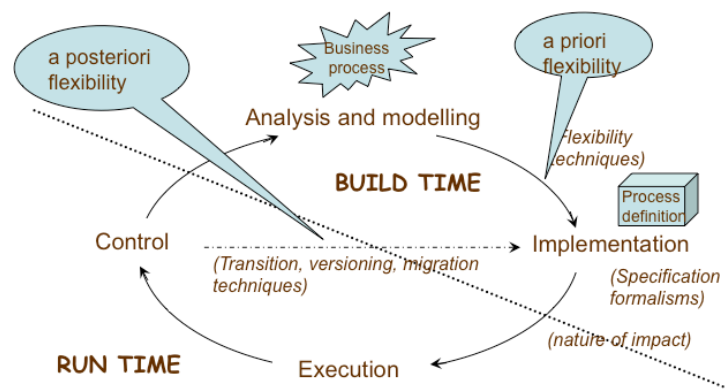 a posteriori
flexibility
Business
process
a priori
flexibility
Analysis and modelling
Flexibility
techniques)
BUILD TIME
Process
definition
Control
Implementation
(Transition, versioning, migration
techniques)
(Specification
formalisms)
(nature of impact)
RUN TIME
Execution